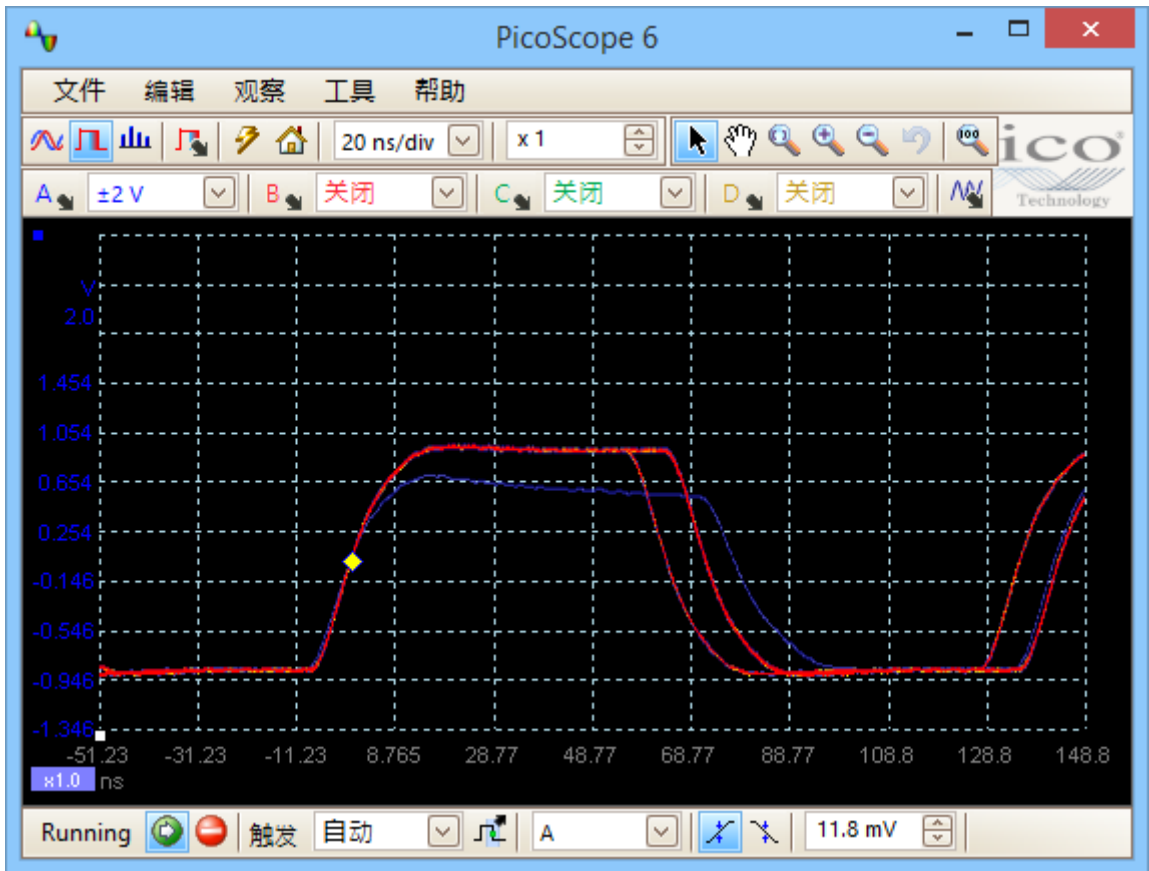 PicoScope 6
文件 编辑 观察 工具 帮助
20 ns/div x 1 100 ico
A ±2 V B 关闭 C 关闭 D 关闭 Technology
V
2.0
1.454
1.054
0.654
0.254
-0.146
-0.546
-0.946
-1.346
-51.23 -31.23 -11.23 8.765 28.77 48.77 68.77 88.77 108.8 128.8 148.8
x1.0 ns
Running 触发 自动 A 11.8 mV